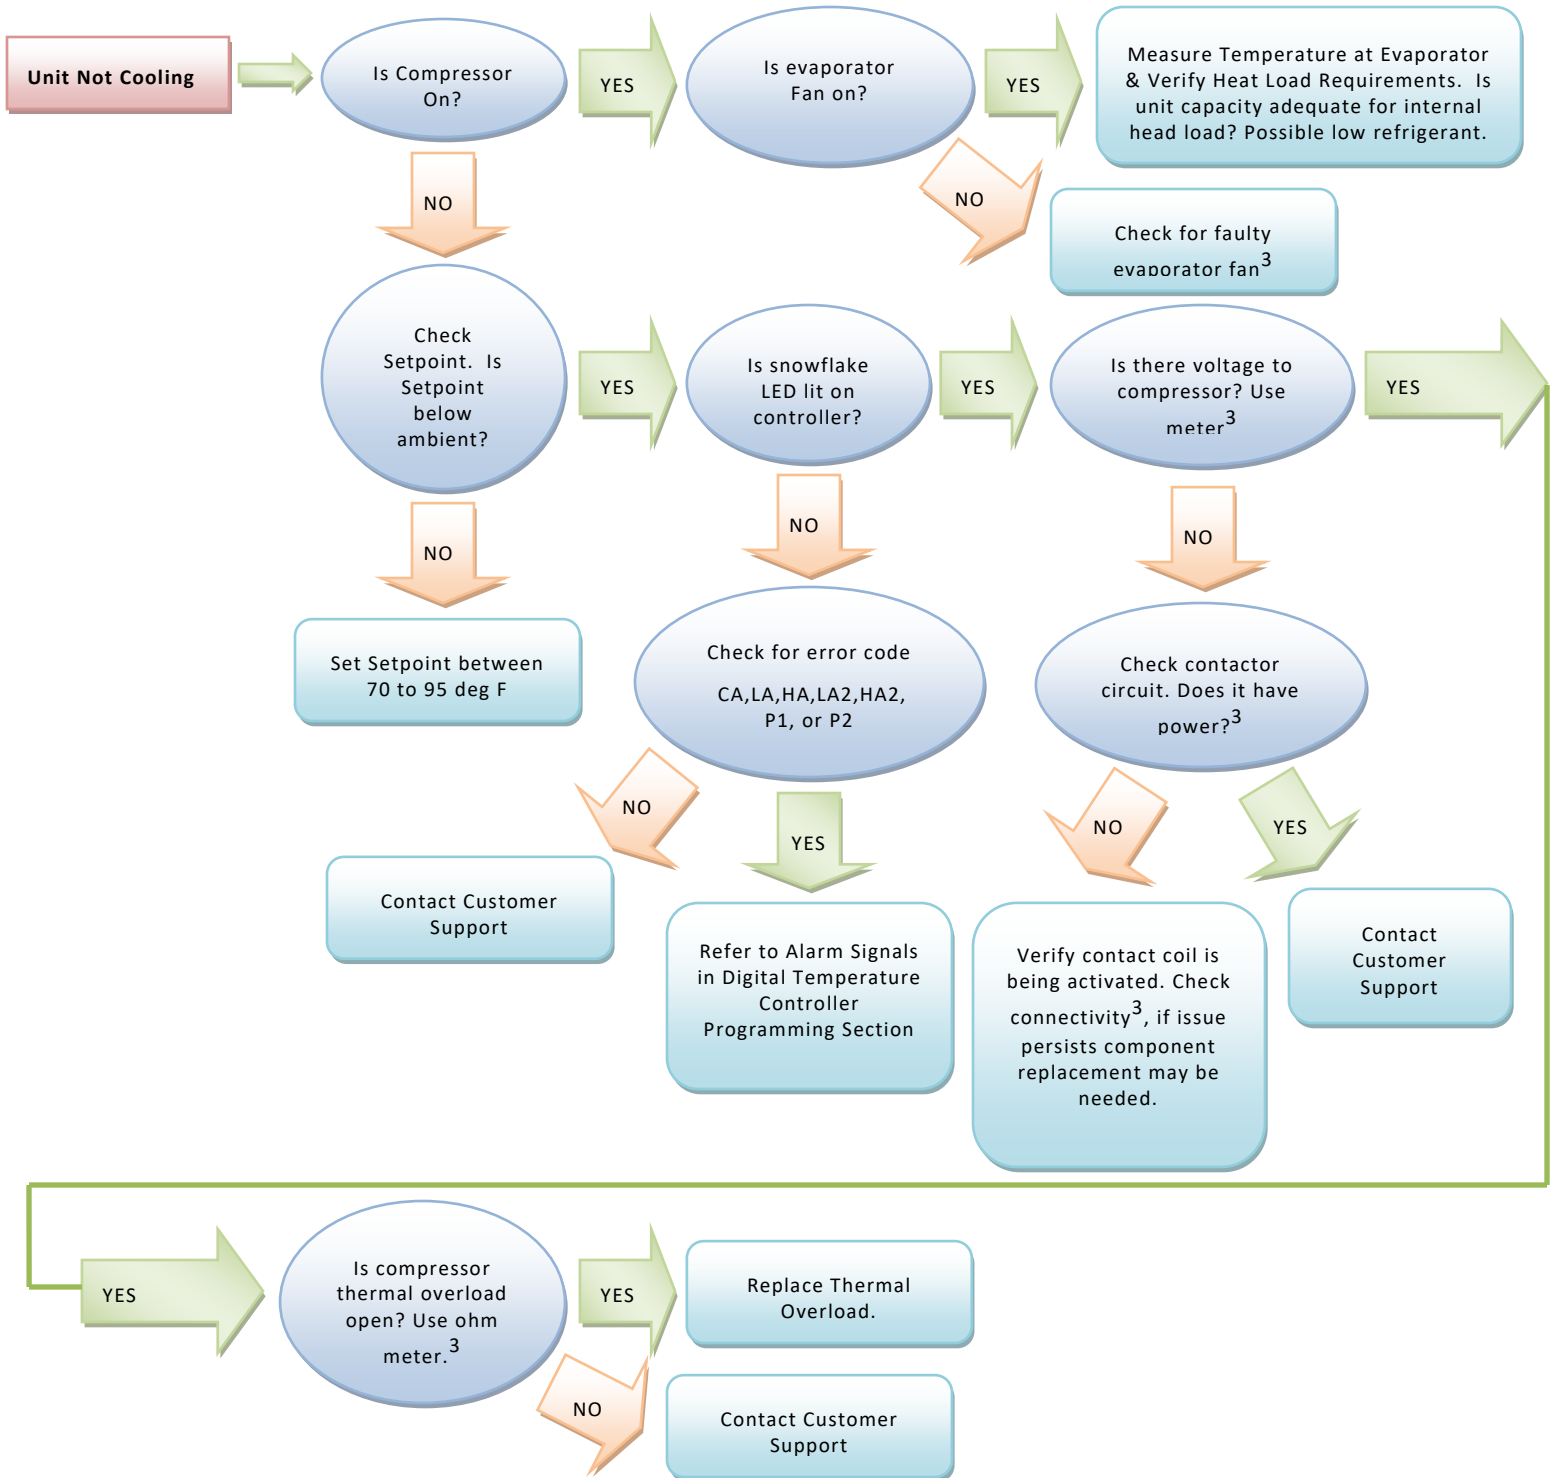 Unit Not Cooling
Is Compressor
On?
YES
Is evaporator
Fan on?
YES
Measure Temperature at Evaporator
& Verify Heat Load Requirements. Is
unit capacity adequate for internal
head load? Possible low refrigerant.
NO
NO
Check for faulty
evaporator fan3
Check
Setpoint. Is
Setpoint
below
ambient?
YES
Is snowflake
LED lit on
controller?
YES
Is there voltage to
compressor? Use
meter3
YES
NO
NO
NO
Set Setpoint between
70 to 95 deg F
Check for error code
CA,LA,HA,LA2,HA2,
P1, or P2
Check contactor
circuit. Does it have
power?3
NO
YES
NO
YES
Contact Customer
Support
Refer to Alarm Signals
in Digital Temperature
Controller
Programming Section
Verify contact coil is
being activated. Check
connectivity3, if issue
persists component
replacement may be
needed.
Contact
Customer
Support
YES
Is compressor
thermal overload
open? Use ohm
meter.3
YES
Replace Thermal
Overload.
NO
Contact Customer
Support